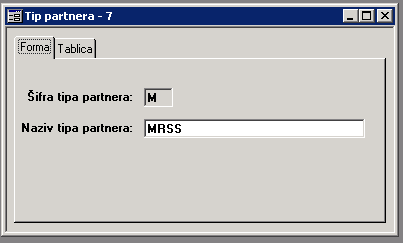 Tip partnera - 7
Forma Tablica
Šifra tipa partnera: M
Naziv tipa partnera: MRSS